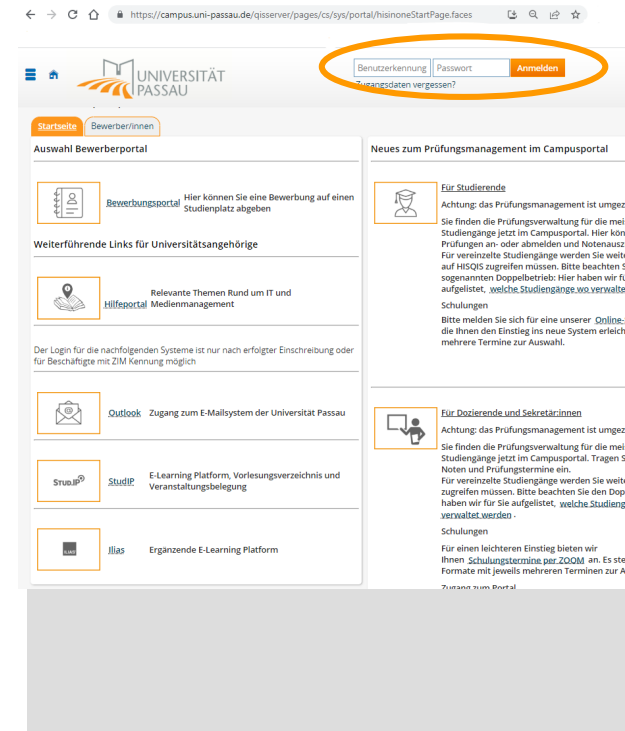 https://campus.uni-passau.de/qisserver/pages/cs/sys/portal/hisinoneStartPage.faces
UNIVERSITÄT
PASSAU
Benutzerkennung Passwort Anmelden
Zugangsdaten vergessen?
Startseite Bewerber/innen
Auswahl Bewerberportal
Bewerbungsportal Hier können Sie eine Bewerbung auf einen
Studienplatz abgeben
Weiterführende Links für Universitätsangehörige
Hilfeportal Relevante Themen Rund um IT und
Medienmanagement
Der Login für die nachfolgenden Systeme ist nur nach erfolgter Einschreibung oder
für Beschäftigte mit ZIM Kennung möglich
Outlook Zugang zum E-Mailsystem der Universität Passau
Stud.IP
StudIP E-Learning Platform, Vorlesungsverzeichnis und
Veranstaltungsbelegung
ILIAS
Ilias Ergänzende E-Learning Platform
Neues zum Prüfungsmanagement im Campusportal
Für Studierende
Achtung: das Prüfungsmanagement ist umgez
Sie finden die Prüfungsverwaltung für die mei
Studiengänge jetzt im Campusportal. Hier kön
Prüfungen an- oder abmelden und Notenausz
Für vereinzelte Studiengänge werden Sie weite
auf HISQIS zugreifen müssen. Bitte beachten S
sogenannten Doppelbetrieb: Hier haben wir fü
aufgelistet, welche Studiengänge wo verwalte
Schulungen
Bitte melden Sie sich für eine unserer Online-
die Ihnen den Einstieg ins neue System erleich
mehrere Termine zur Auswahl.
Für Dozierende und Sekretär:innen
Achtung: das Prüfungsmanagement ist umgez
Sie finden die Prüfungsverwaltung für die mei
Studiengänge jetzt im Campusportal. Tragen S
Noten und Prüfungstermine ein.
Für vereinzelte Studiengänge werden Sie weite
zugreifen müssen. Bitte beachten Sie den Dop
haben wir für Sie aufgelistet, welche Studieng
verwaltet werden .
Schulungen
Für einen leichteren Einstieg bieten wir
Ihnen Schulungstermine per ZOOM an. Es ste
Formate mit jeweils mehreren Terminen zur A
Zugang zum Portal